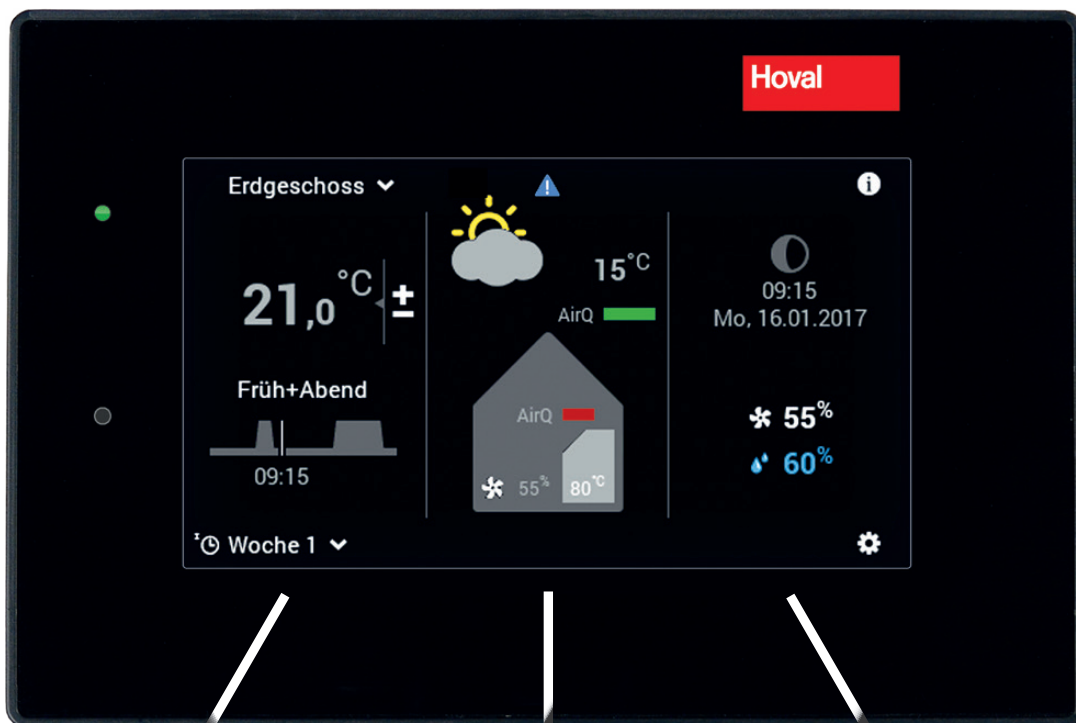 Hoval
Erdgeschoss
21,0 °C
Früh+Abend
09:15
Woche 1
15°C
AirQ
AirQ
55%
80°C
09:15
Mo, 16.01.2017
55%
60%